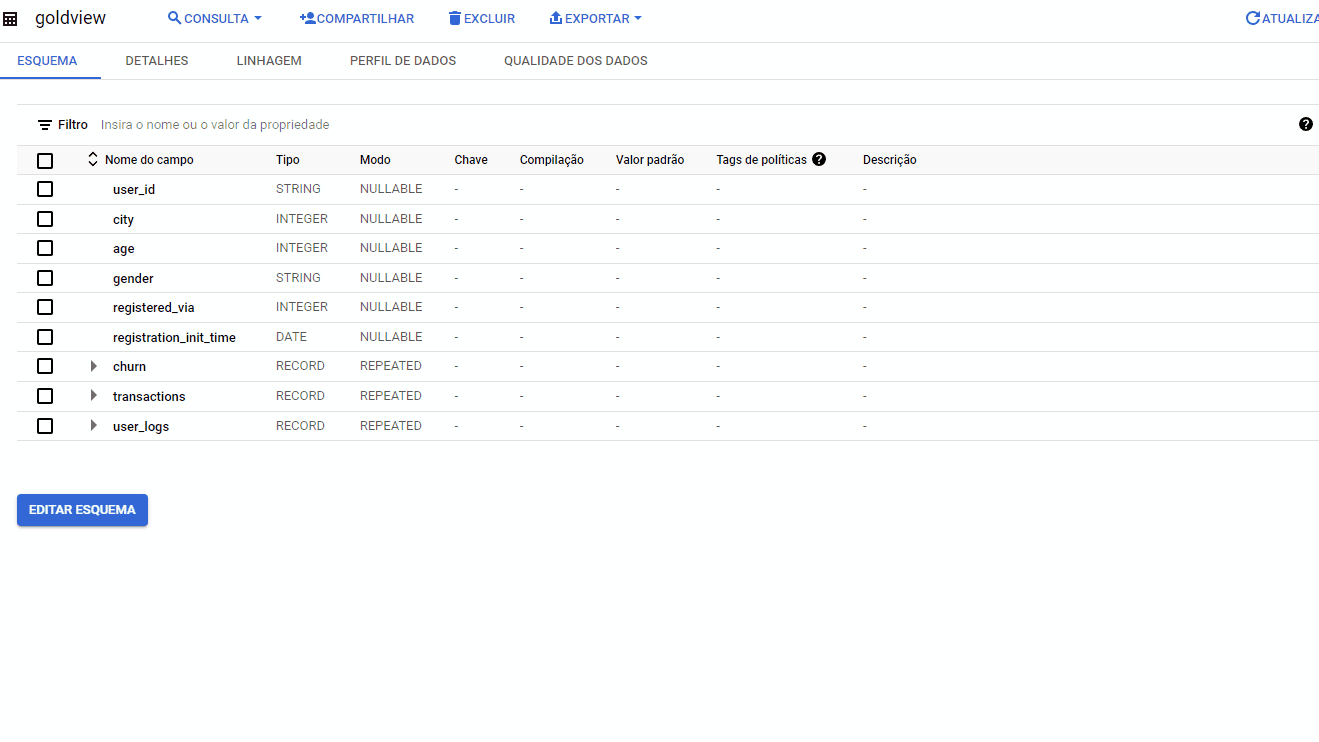 goldview CONSULTA COMPARTILHAR EXCLUIR EXPORTAR ATUALIZA
ESQUEMA DETALHES LINHAGEM PERFIL DE DADOS QUALIDADE DOS DADOS
Filtro Insira o nome ou o valor da propriedade ?
Nome do campo Tipo Modo Chave Compilação Valor padrão Tags de políticas ? Descrição
user_id STRING NULLABLE - - - - -
city INTEGER NULLABLE - - - - -
age INTEGER NULLABLE - - - - -
gender STRING NULLABLE - - - - -
registered_via INTEGER NULLABLE - - - - -
registration_init_time DATE NULLABLE - - - - -
churn RECORD REPEATED - - - - -
transactions RECORD REPEATED - - - - -
user_logs RECORD REPEATED - - - - -
EDITAR ESQUEMA